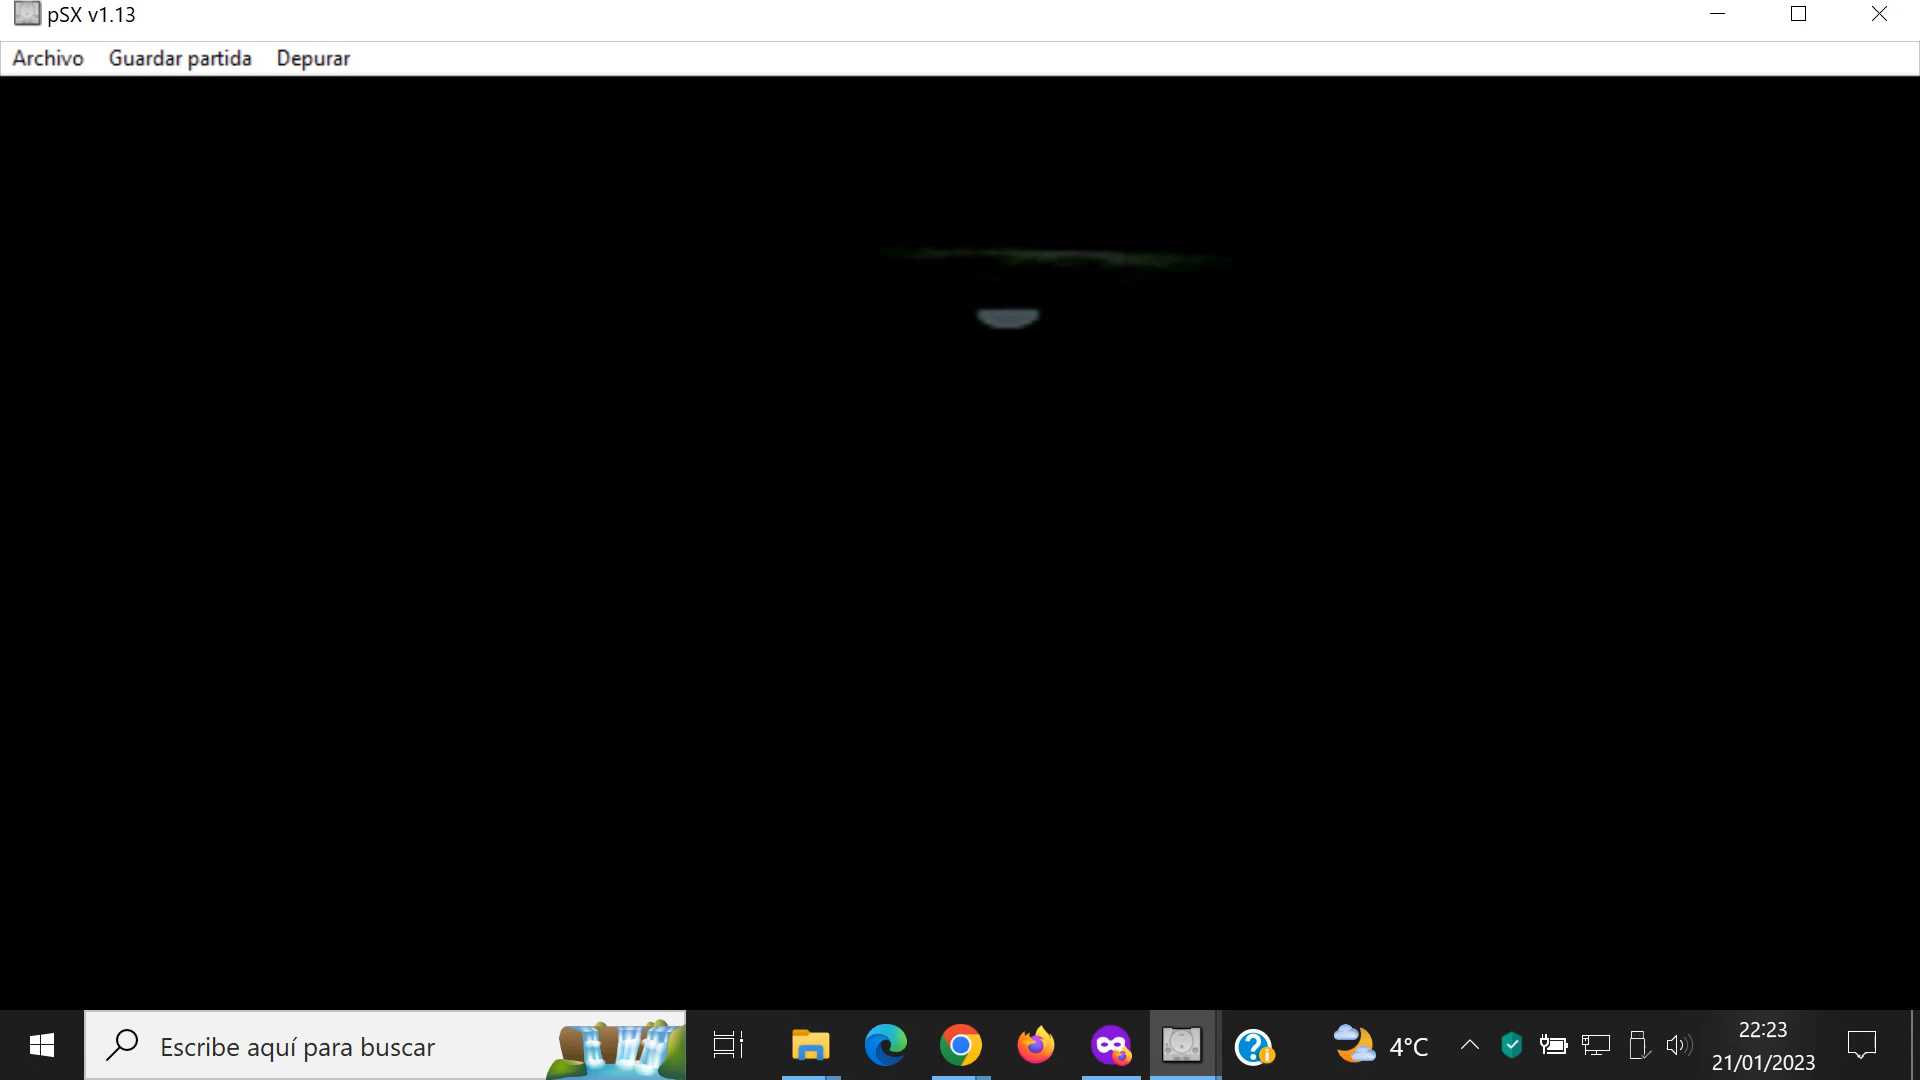 pSX v1.13
Archivo Guardar partida Depurar
Escribe aquí para buscar
4°C
22:23
21/01/2023